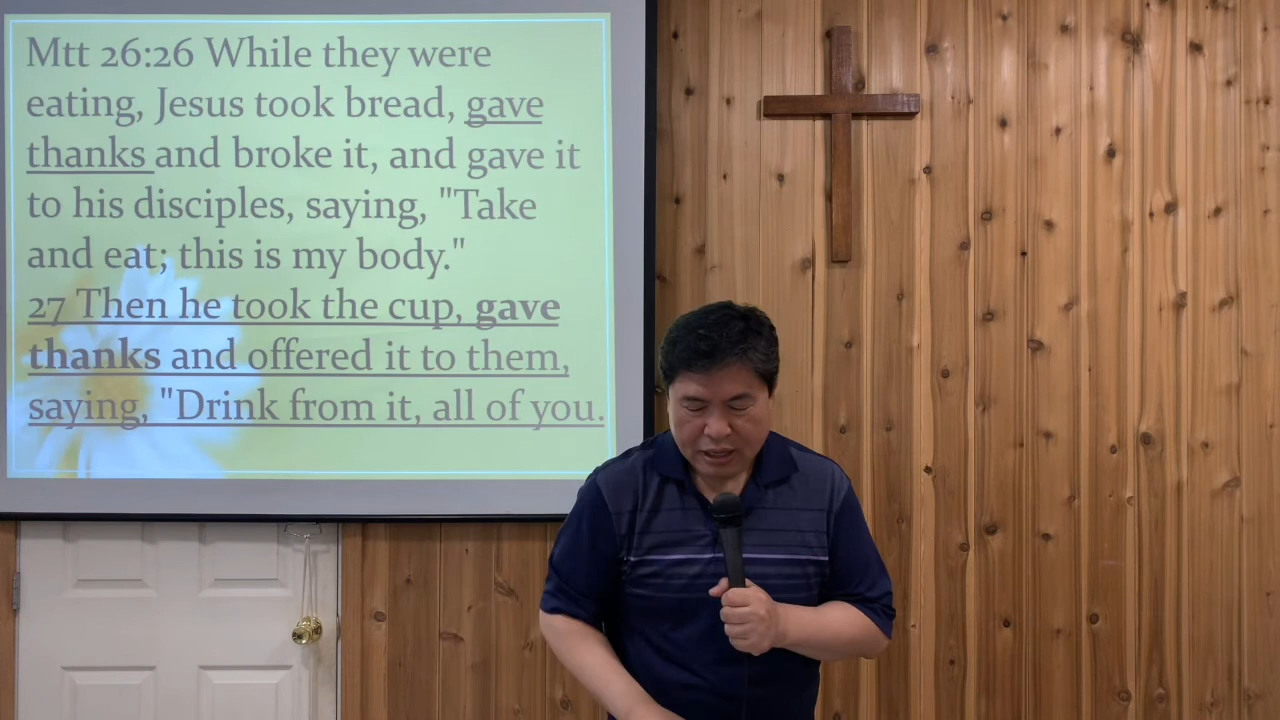 Mtt 26:26 While they were
eating, Jesus took bread, gave
thanks and broke it, and gave it
to his disciples, saying, "Take
and eat; this is my body."
27 Then he took the cup, gave
thanks and offered it to them,
saying, "Drink from it, all of you.